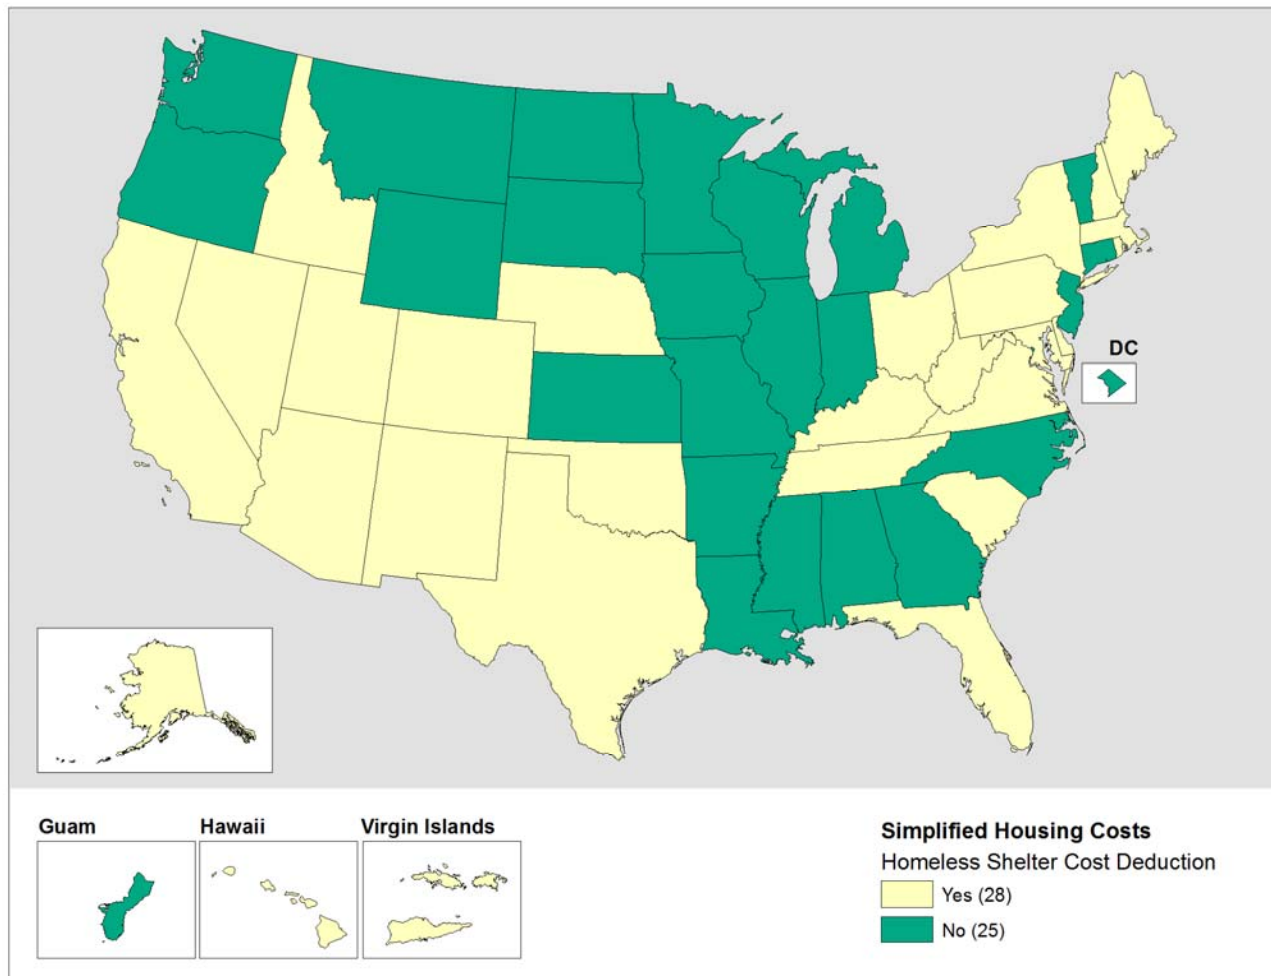 DC
Guam
Hawaii
Virgin Islands
Simplified Housing Costs
Homeless Shelter Cost Deduction
Yes (28)
No (25)